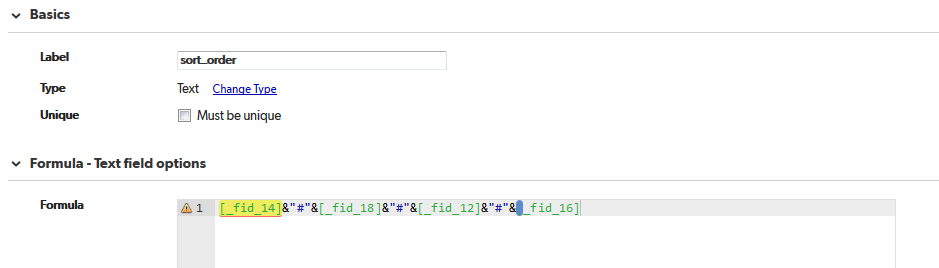 Basics
Label sort_order
Type Text Change Type
Unique Must be unique
Formula - Text field options
Formula 1 [_fid_14]&"#"&[_fid_18]&"#"&[_fid_12]&"#"&[_fid_16]